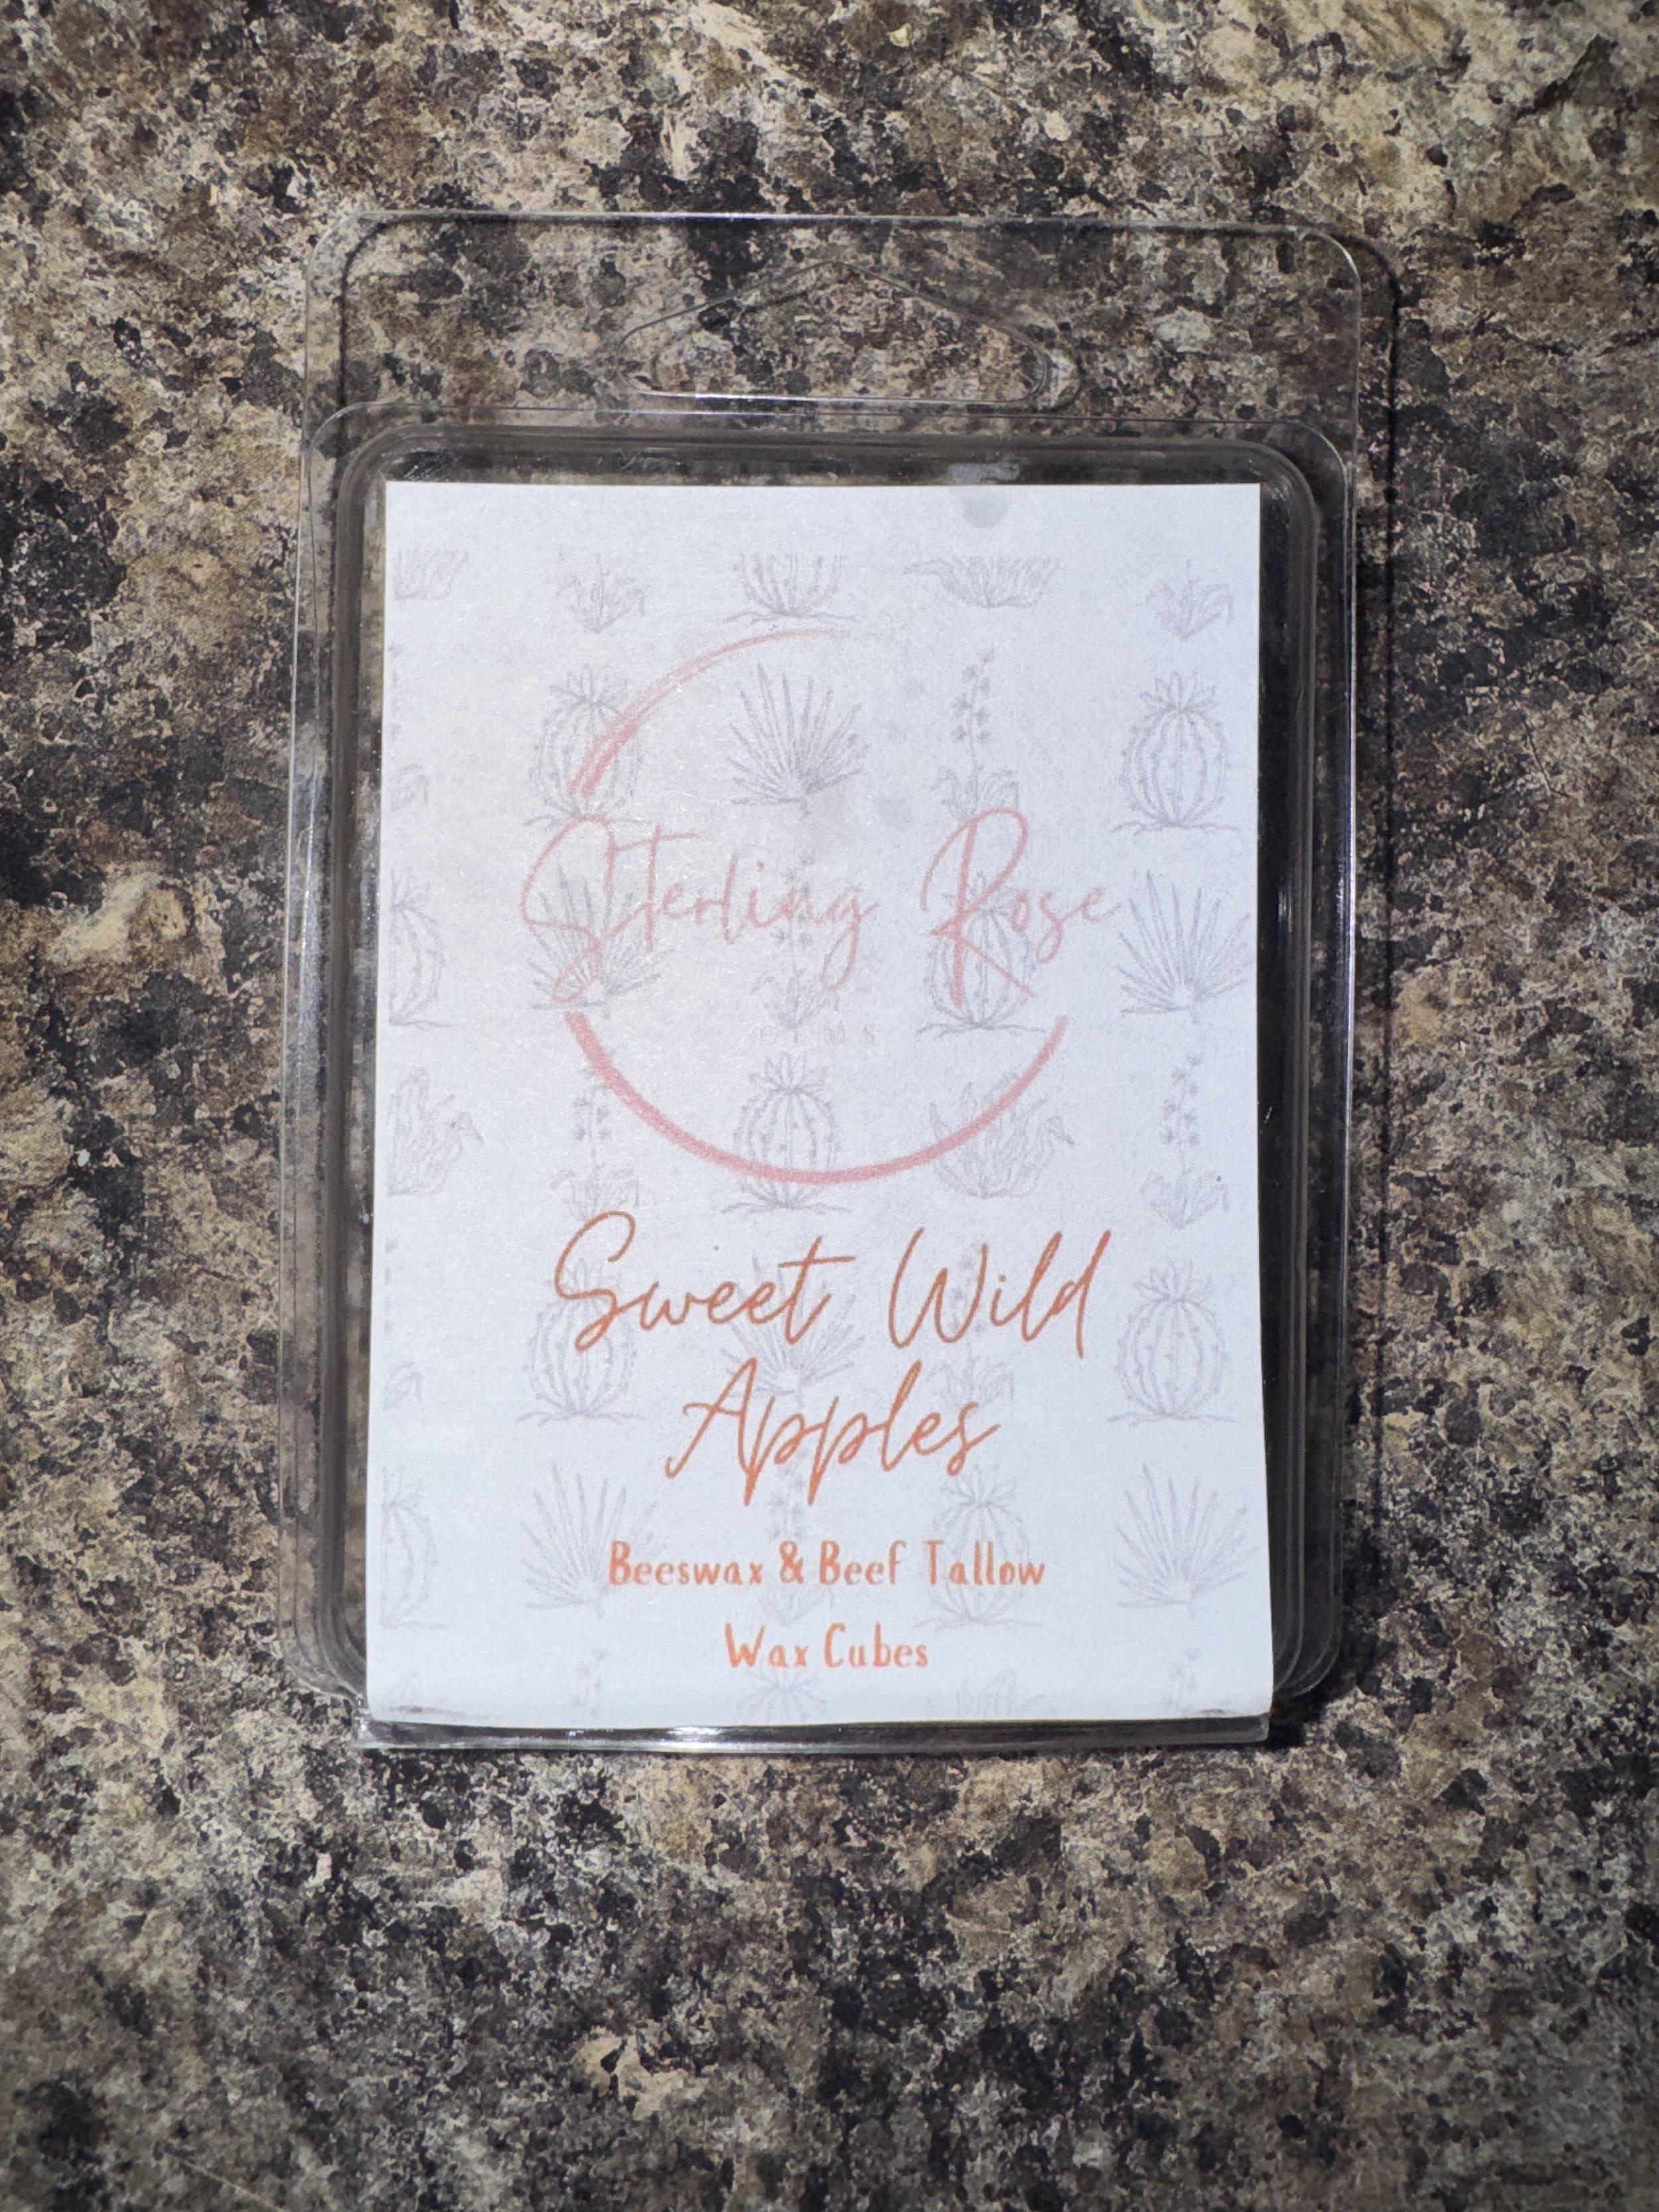 Sterling Rose
Sweet Wild
Apples
Beeswax & Beef Tallow
Wax Cubes